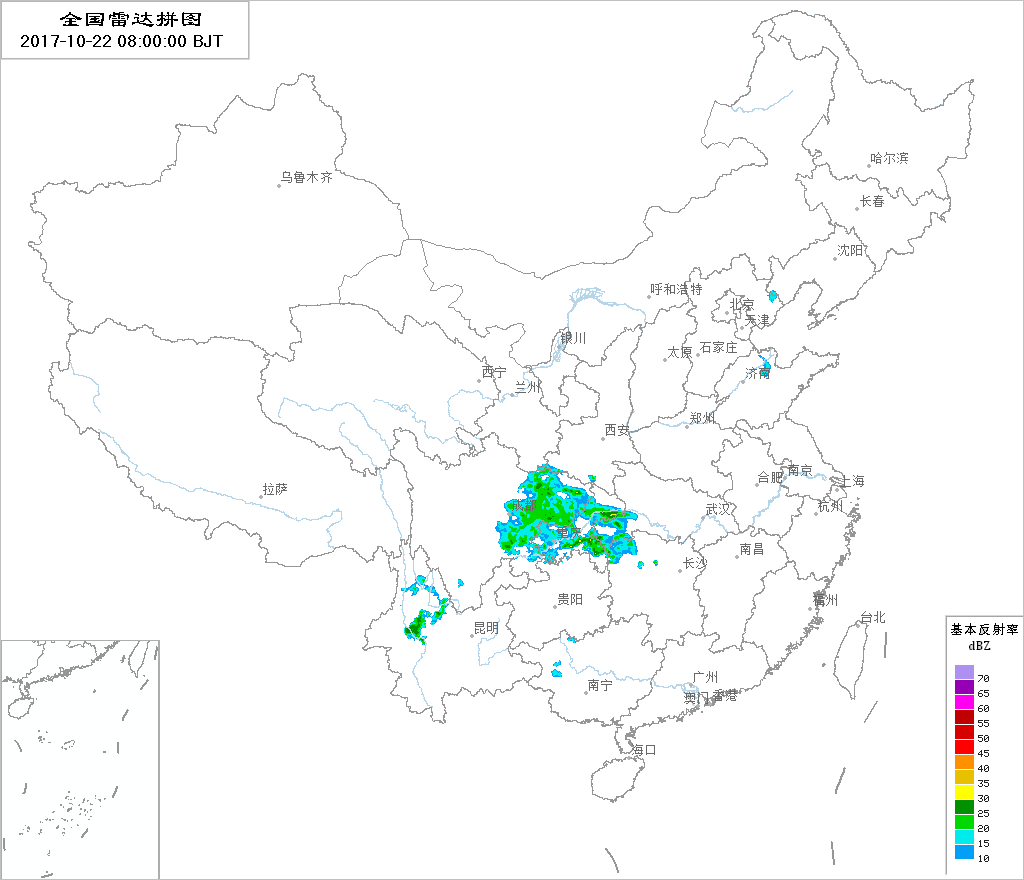 全国雷达拼图
2017-10-22 08:00:00 BJT
哈尔滨
乌鲁木齐
长春
沈阳
呼和浩特
北京
天津
银川
太原
石家庄
西宁
济南
兰州
郑州
西安
南京
合肥
上海
拉萨
成都
武汉
杭州
重庆
南昌
长沙
贵阳
福州
台北
昆明
广州
南宁
澳门
香港
海口
基本反射率
dBZ
70
65
60
55
50
45
40
35
30
25
20
15
10